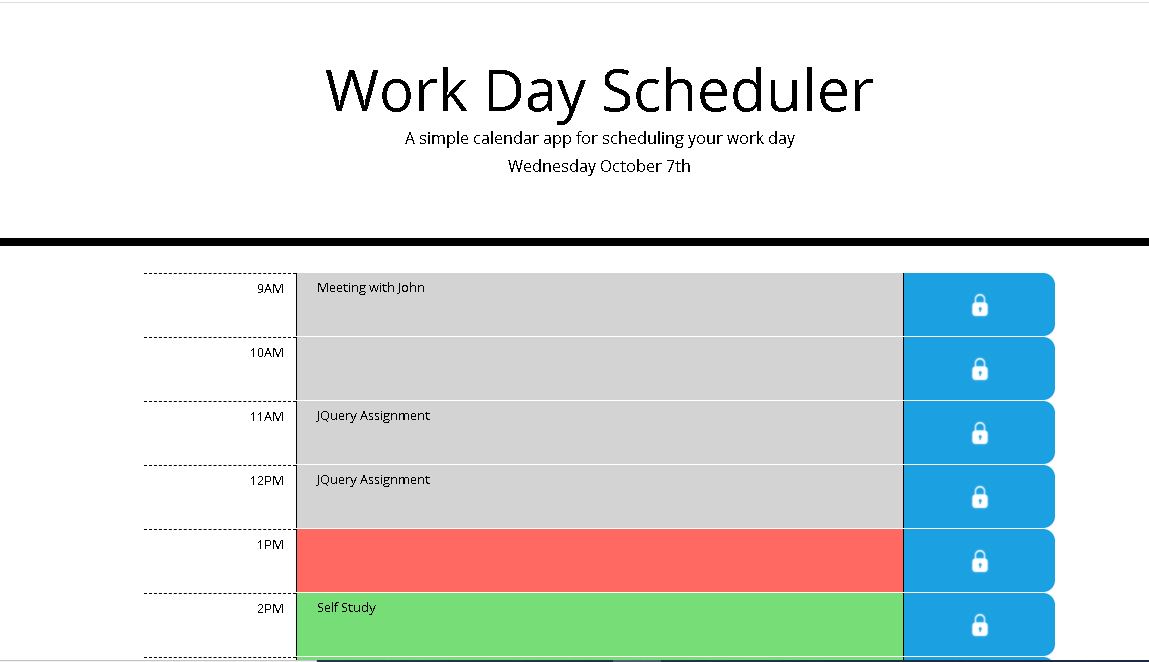 Work Day Scheduler
A simple calendar app for scheduling your work day
Wednesday October 7th
9AM Meeting with John
10AM
11AM JQuery Assignment
12PM JQuery Assignment
1PM
2PM Self Study